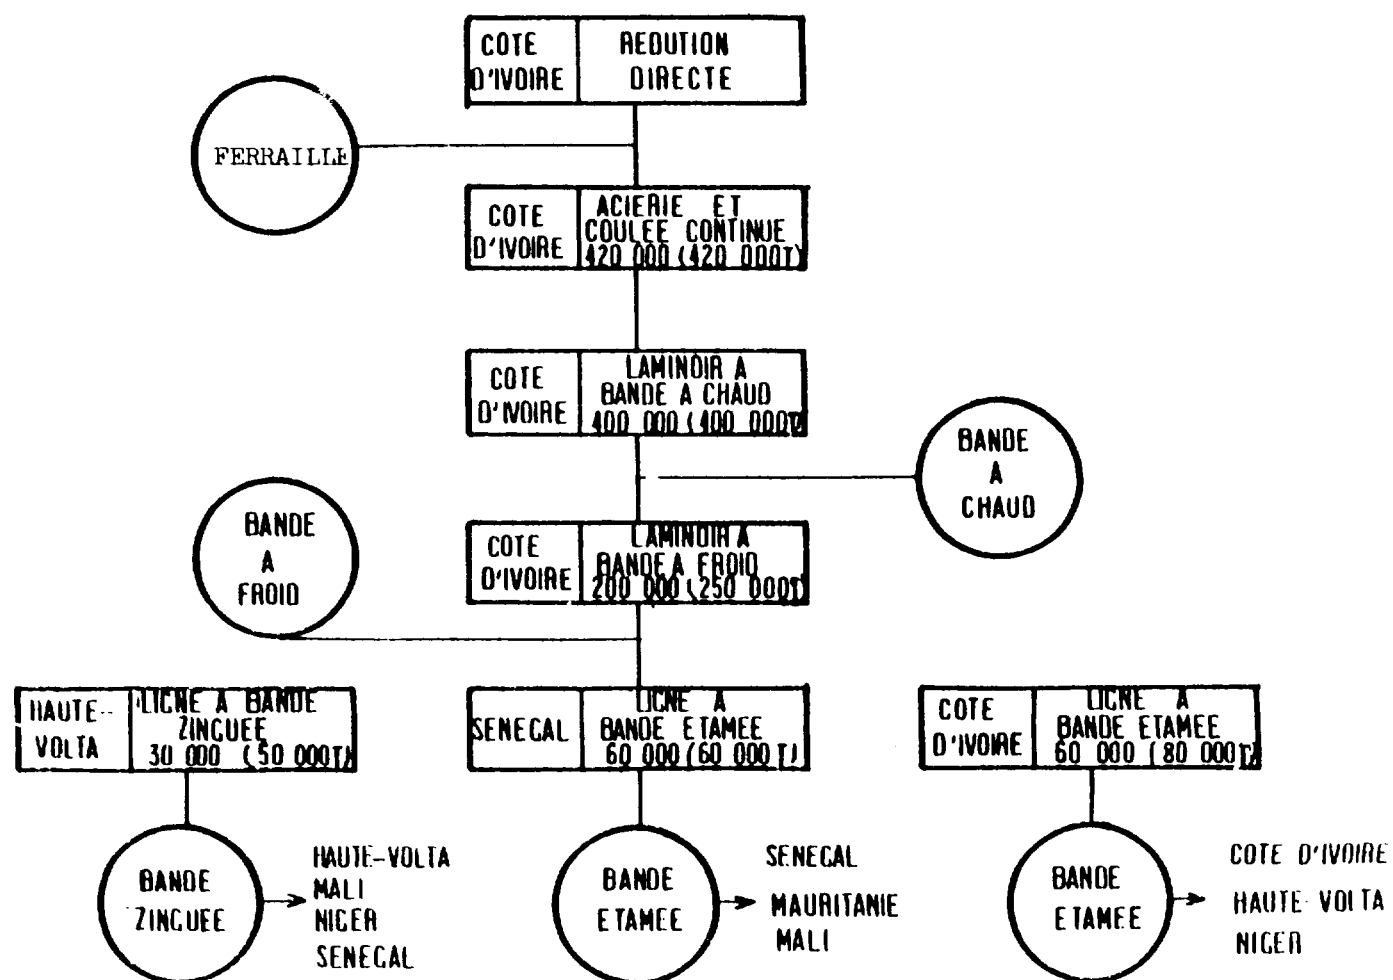 COTE
D'IVOIRE
REDUTION
DIRECTE
FERRAILLE
COTE
D'IVOIRE
ACIERIE ET
COULEE CONTINUE
420 000 (420 000T)
COTE
D'IVOIRE
LAMINOIR A
BANDE A CHAUD
400 000 (400 000T)
BANDE
A
CHAUD
BANDE
A
FROID
COTE
D'IVOIRE
LAMINOIR A
BANDE A FROID
200 000 (250 000T)
HAUTE-
VOLTA
LIGNE A BANDE
ZINGUEE
30 000 (50 000T)
SENEGAL
LIGNE A
BANDE ETAMEE
60 000 (60 000T)
COTE
D'IVOIRE
LIGNE A
BANDE ETAMEE
60 000 (80 000T)
BANDE
ZINGUEE
HAUTE-VOLTA
MALI
NIGER
SENEGAL
BANDE
ETAMEE
SENEGAL
MAURITANIE
MALI
BANDE
ETAMEE
COTE D'IVOIRE
HAUTE-VOLTA
NIGER